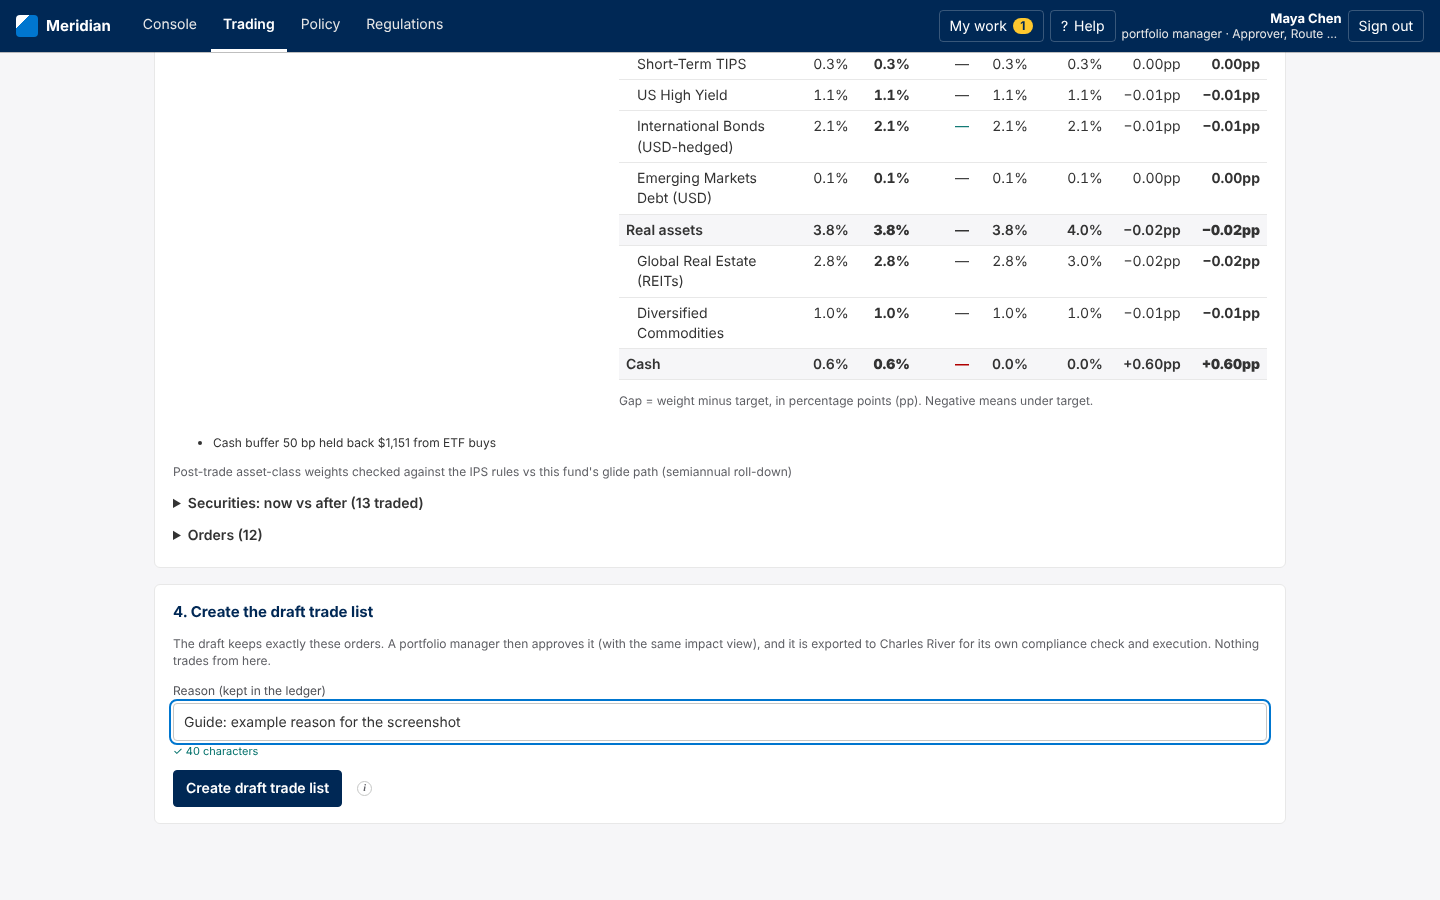 Meridian Console Trading Policy Regulations My work 1 ? Help Maya Chen Sign out
portfolio manager · Approver, Route ...
Short-Term TIPS 0.3% 0.3% — 0.3% 0.3% 0.00pp 0.00pp
US High Yield 1.1% 1.1% — 1.1% 1.1% −0.01pp −0.01pp
International Bonds 2.1% 2.1% — 2.1% 2.1% −0.01pp −0.01pp
(USD-hedged)
Emerging Markets 0.1% 0.1% — 0.1% 0.1% 0.00pp 0.00pp
Debt (USD)
Real assets 3.8% 3.8% — 3.8% 4.0% −0.02pp −0.02pp
Global Real Estate 2.8% 2.8% — 2.8% 3.0% −0.02pp −0.02pp
(REITs)
Diversified 1.0% 1.0% — 1.0% 1.0% −0.01pp −0.01pp
Commodities
Cash 0.6% 0.6% — 0.0% 0.0% +0.60pp +0.60pp
Gap = weight minus target, in percentage points (pp). Negative means under target.
• Cash buffer 50 bp held back $1,151 from ETF buys
Post-trade asset-class weights checked against the IPS rules vs this fund's glide path (semiannual roll-down)
▶ Securities: now vs after (13 traded)
▶ Orders (12)
4. Create the draft trade list
The draft keeps exactly these orders. A portfolio manager then approves it (with the same impact view), and it is exported to Charles River for its own compliance check and execution. Nothing
trades from here.
Reason (kept in the ledger)
Guide: example reason for the screenshot
✓ 40 characters
Create draft trade list i